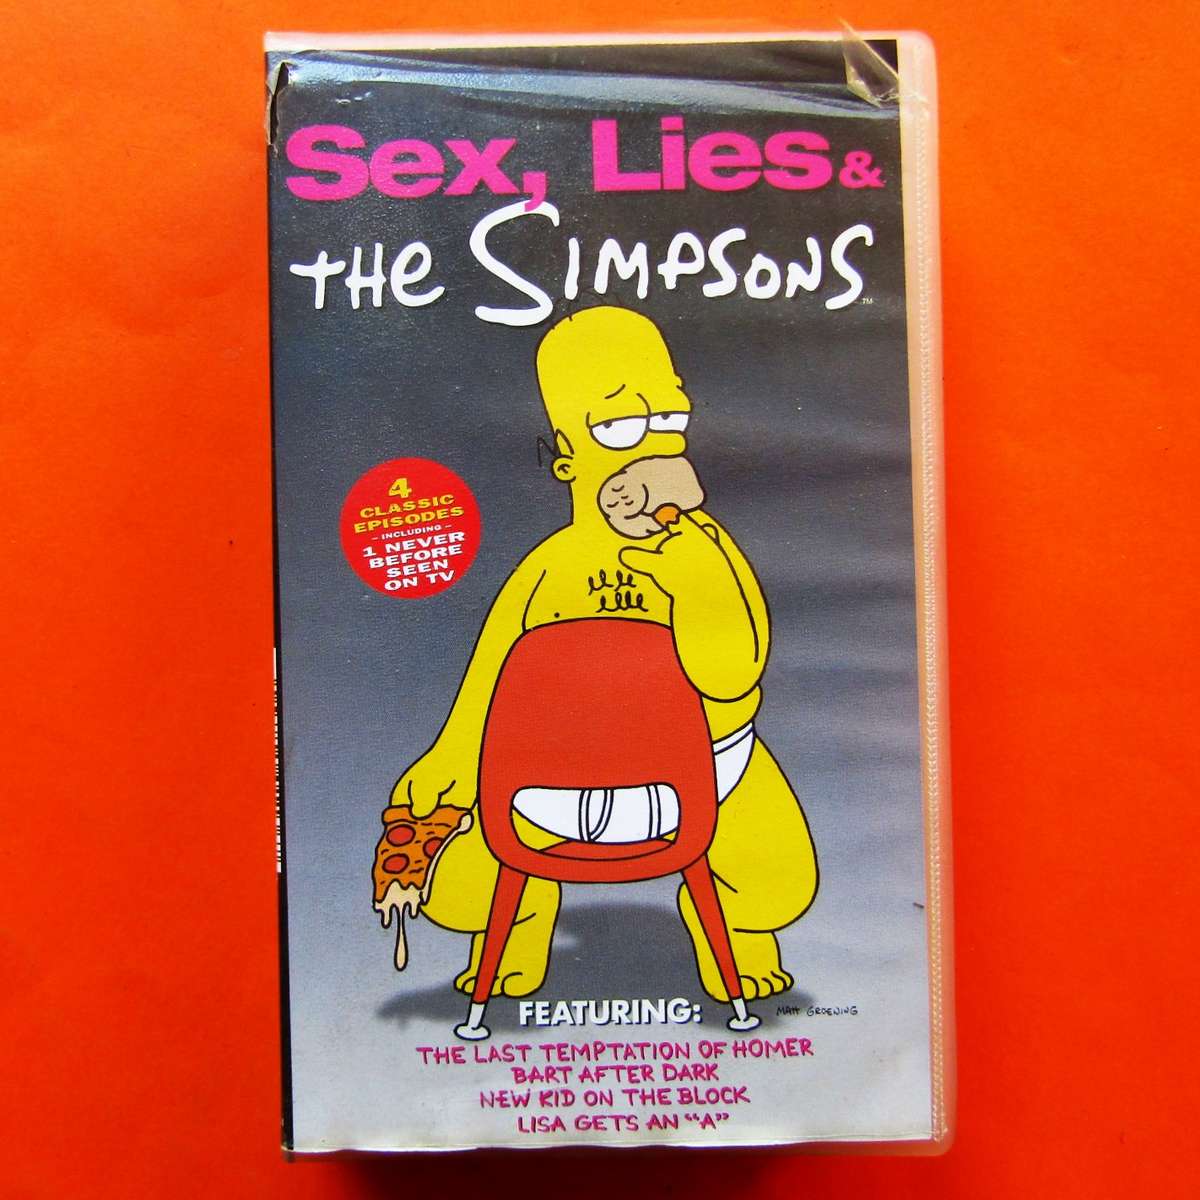 Sex, Lies &
THE SIMPSONS
™
4
CLASSIC
EPISODES
– INCLUDING –
1 NEVER
BEFORE
SEEN
ON TV
FEATURING:
MATT GROENING
THE LAST TEMPTATION OF HOMER
BART AFTER DARK
NEW KID ON THE BLOCK
LISA GETS AN “A”